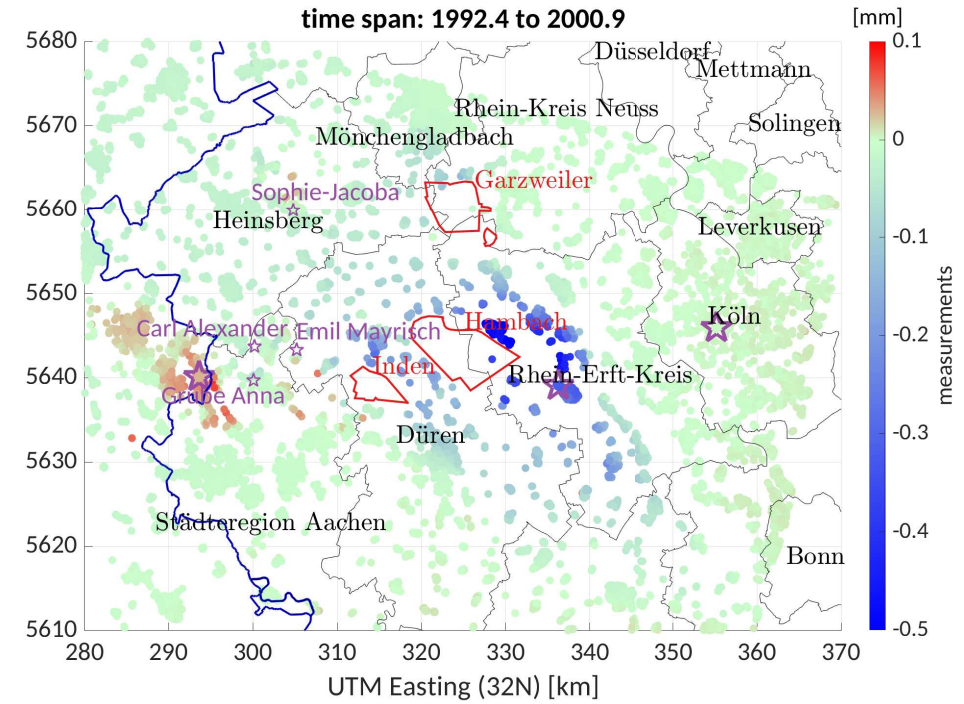 time span: 1992.4 to 2000.9
[mm]
5680
5670
5660
5650
5640
5630
5620
5610
280
290
300
310
320
330
340
350
360
370
UTM Easting (32N) [km]
0.1
0
-0.1
-0.2
-0.3
-0.4
-0.5
measurements
Düsseldorf
Mettmann
Rhein-Kreis Neuss
Solingen
Mönchengladbach
Garzweiler
Sophie-Jacoba
Heinsberg
Leverkusen
Köln
Hambach
Carl Alexander
Emil Mayrisch
Inden
Rhein-Erft-Kreis
Grube Anna
Düren
Städteregion Aachen
Bonn